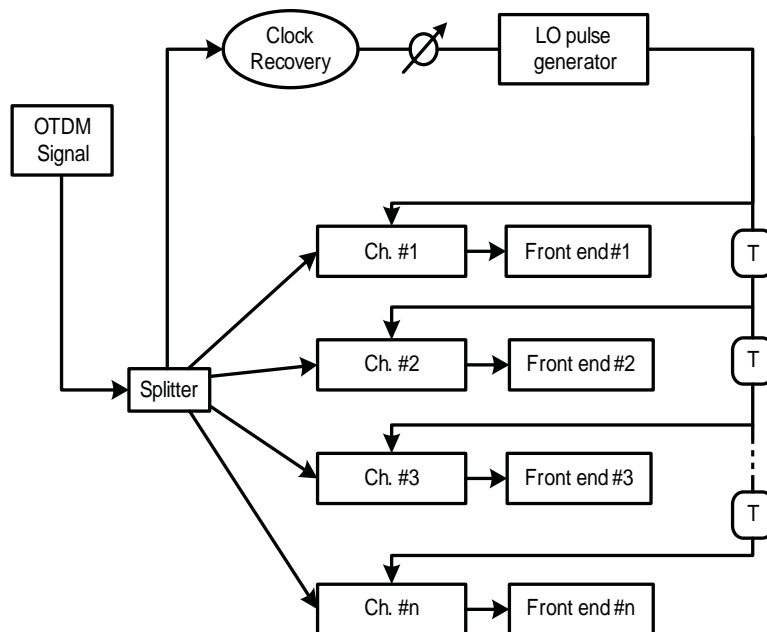 Clock
Recovery
LO pulse
generator
OTDM
Signal
Ch. #1
Front end #1
T
Ch. #2
Front end #2
T
Splitter
Ch. #3
Front end #3
T
Ch. #n
Front end #n